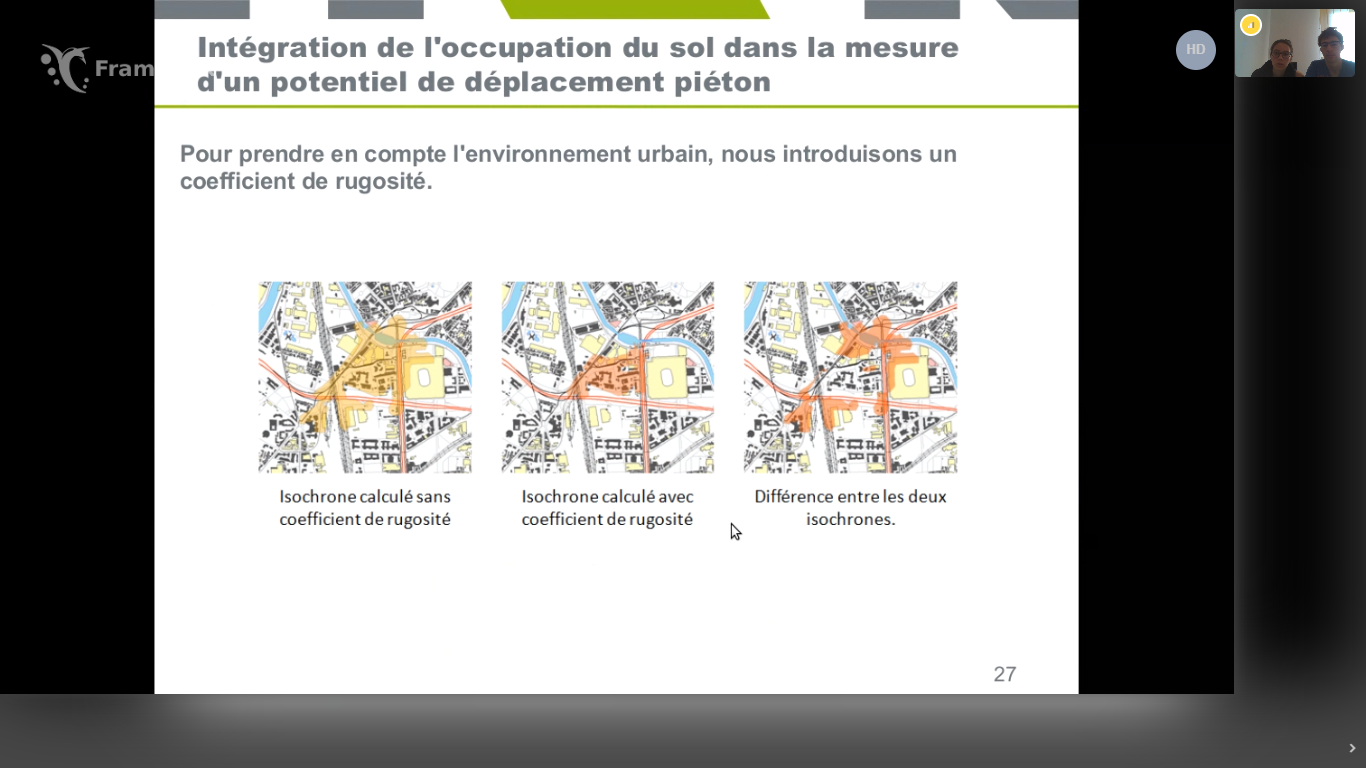 Intégration de l'occupation du sol dans la mesure
d'un potentiel de déplacement piéton
HD
Fram
Pour prendre en compte l'environnement urbain, nous introduisons un
coefficient de rugosité.
Isochrone calculé sans
coefficient de rugosité
Isochrone calculé avec
coefficient de rugosité
Différence entre les deux
isochrones.
27